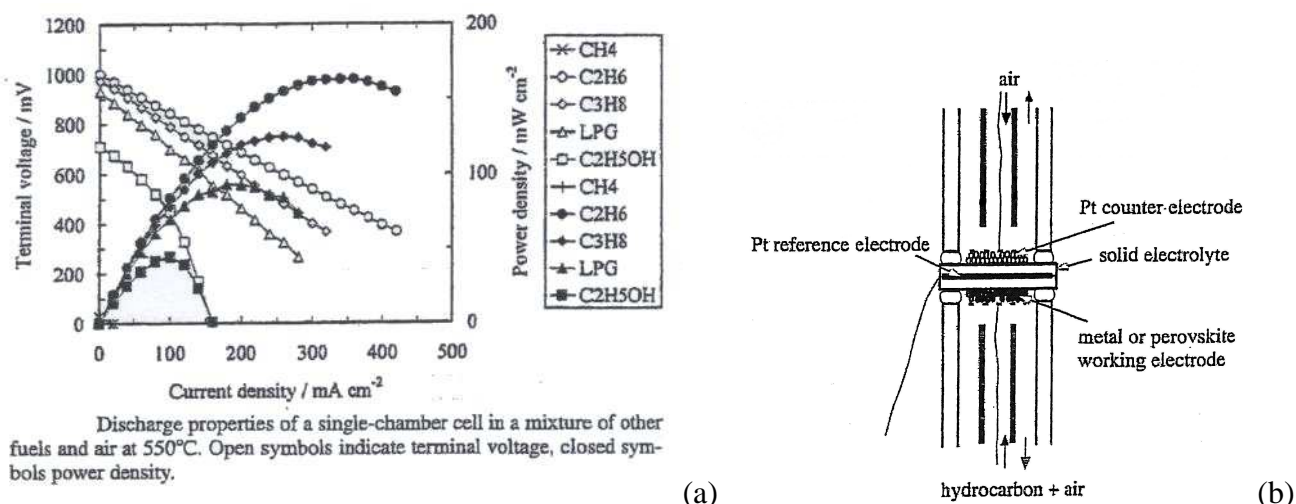 1200
1000
800
600
400
200
0
Terminal voltage / mV
200
100
0
Power density / mW cm-2
0 100 200 300 400 500
Current density / mA cm-2
CH4
C2H6
C3H8
LPG
C2H5OH
CH4
C2H6
C3H8
LPG
C2H5OH
Discharge properties of a single-chamber cell in a mixture of other
fuels and air at 550°C. Open symbols indicate terminal voltage, closed sym-
bols power density.
(a)
air
Pt counter-electrode
Pt reference electrode
solid electrolyte
metal or perovskite
working electrode
hydrocarbon + air
(b)